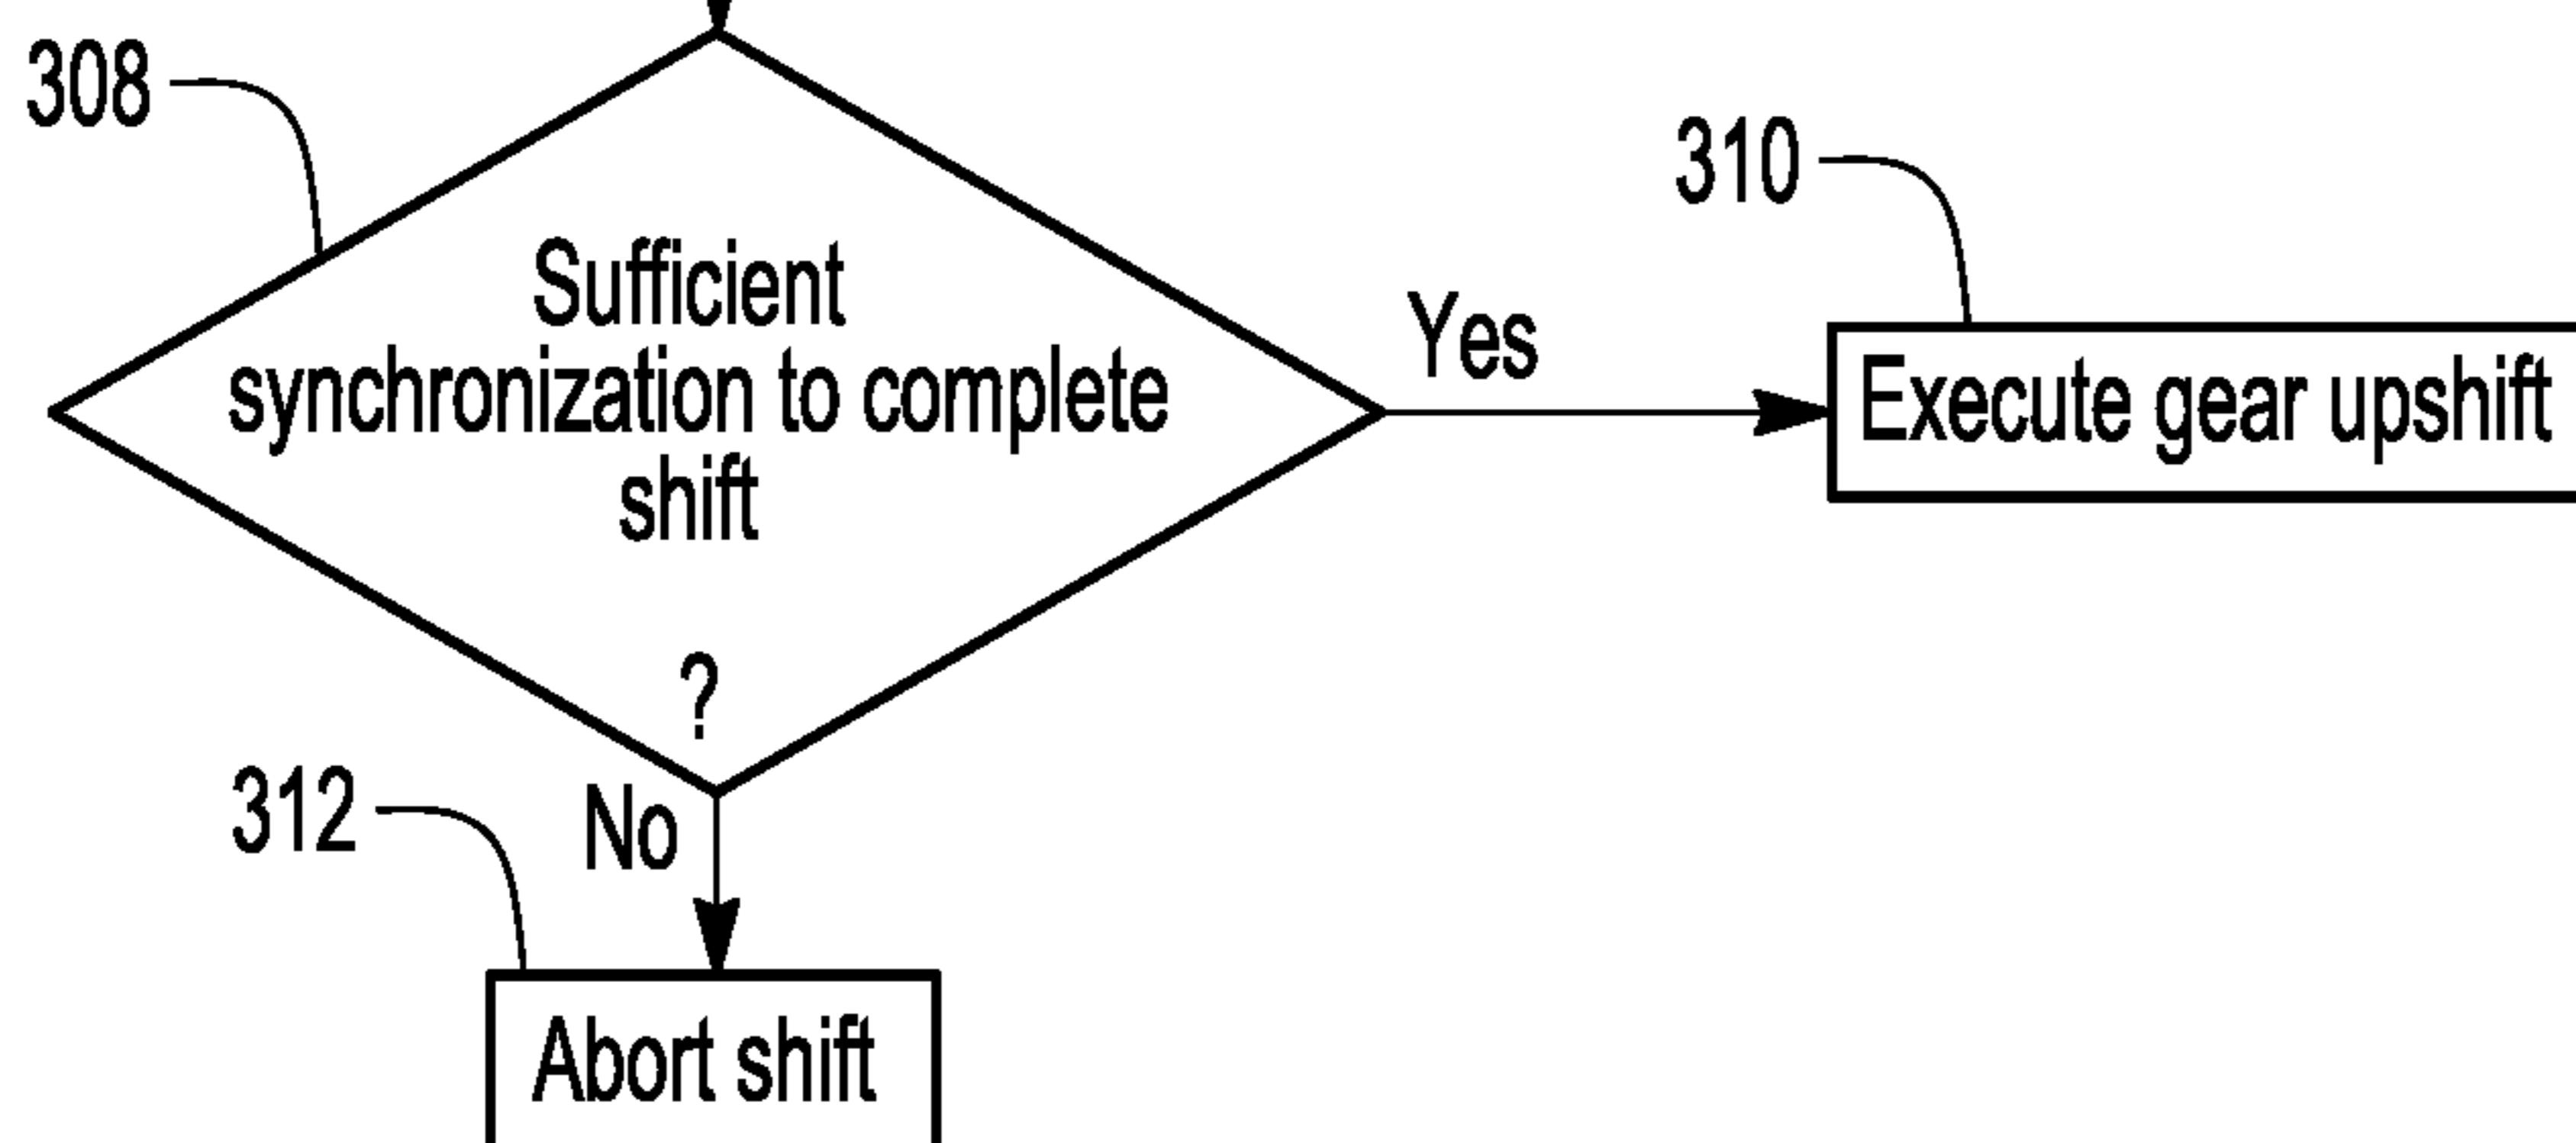 308
Sufficient
synchronization to complete
shift
?
Yes
310
Execute gear upshift
No
312
Abort shift